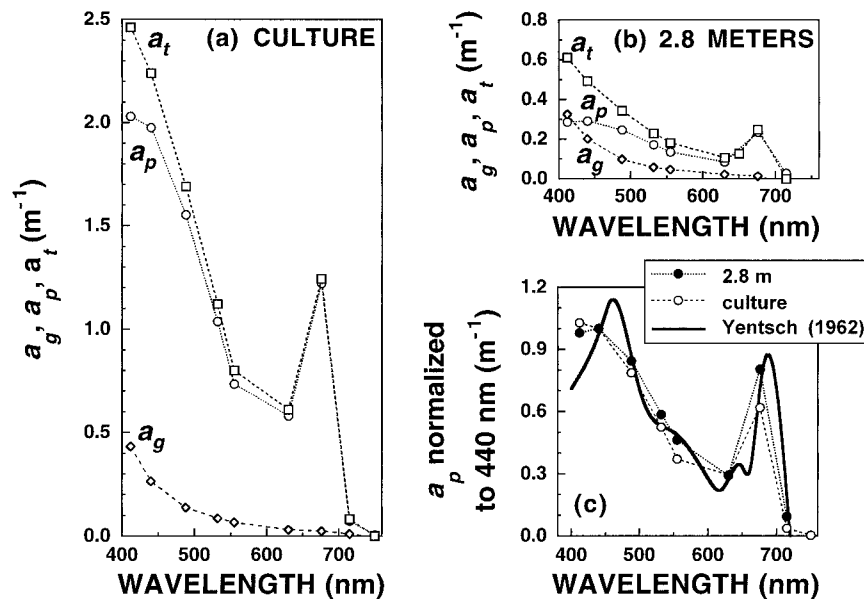 (a) CULTURE
a_t
a_p
a_g
2.5
2.0
1.5
1.0
0.5
0.0
a_g, a_p, a_t (m⁻¹)
400 500 600 700
WAVELENGTH (nm)
(b) 2.8 METERS
a_t
a_p
a_g
0.8
0.6
0.4
0.2
0
a_g, a_p, a_t (m⁻¹)
400 500 600 700
WAVELENGTH (nm)
2.8 m
culture
Yentsch (1962)
1.2
0.9
0.6
0.3
0.0
a_p normalized
to 440 nm (m⁻¹)
(c)
400 500 600 700
WAVELENGTH (nm)